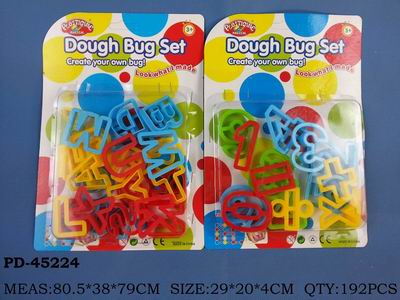 PLAYTIQUE
3+
Dough Bug Set
Create your own bug!
Look what I made
3+
Dough Bug Set
Create your own bug!
Look what I made
PD-45224
MEAS:80.5*38*79CM SIZE:29*20*4CM QTY:192PCS